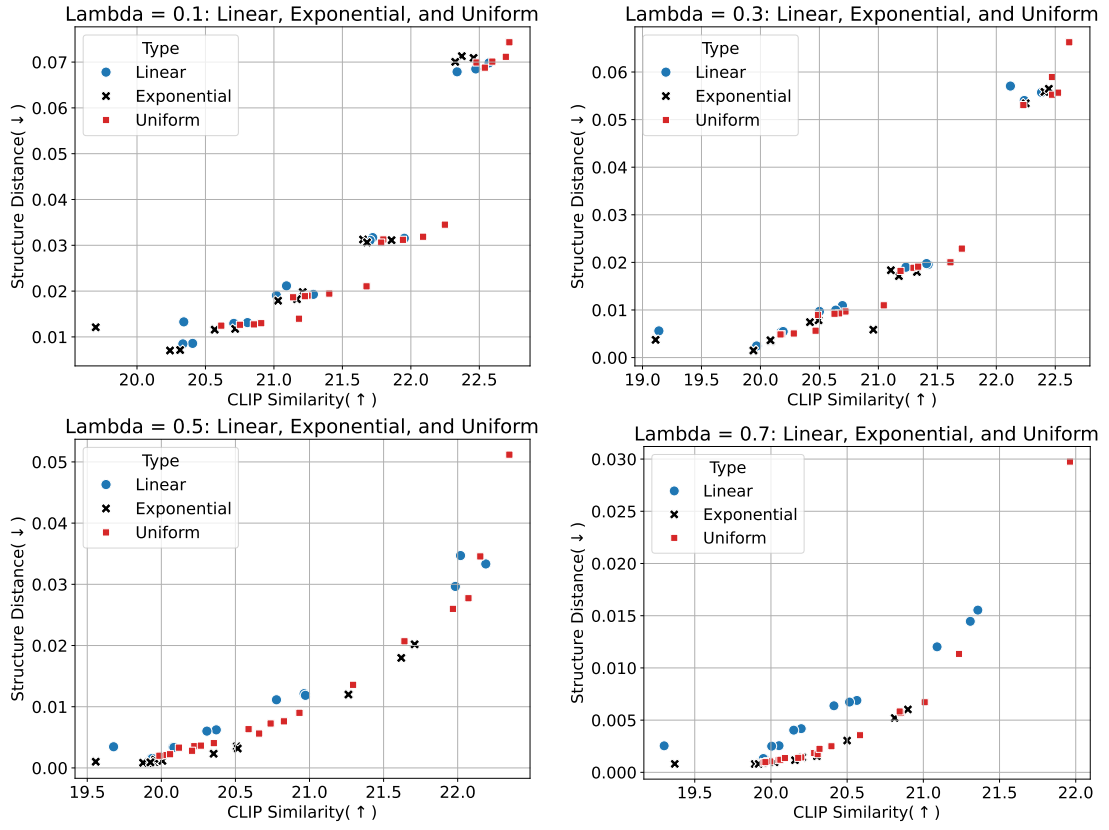 Lambda = 0.1: Linear, Exponential, and Uniform
Type
Linear
Exponential
Uniform
Structure Distance(↓)
0.07
0.06
0.05
0.04
0.03
0.02
0.01
20.0 20.5 21.0 21.5 22.0 22.5
CLIP Similarity(↑)
Lambda = 0.3: Linear, Exponential, and Uniform
Type
Linear
Exponential
Uniform
Structure Distance(↓)
0.06
0.05
0.04
0.03
0.02
0.01
0.00
19.0 19.5 20.0 20.5 21.0 21.5 22.0 22.5
CLIP Similarity(↑)
Lambda = 0.5: Linear, Exponential, and Uniform
Type
Linear
Exponential
Uniform
Structure Distance(↓)
0.05
0.04
0.03
0.02
0.01
0.00
19.5 20.0 20.5 21.0 21.5 22.0
CLIP Similarity(↑)
Lambda = 0.7: Linear, Exponential, and Uniform
Type
Linear
Exponential
Uniform
Structure Distance(↓)
0.030
0.025
0.020
0.015
0.010
0.005
0.000
19.5 20.0 20.5 21.0 21.5 22.0
CLIP Similarity(↑)